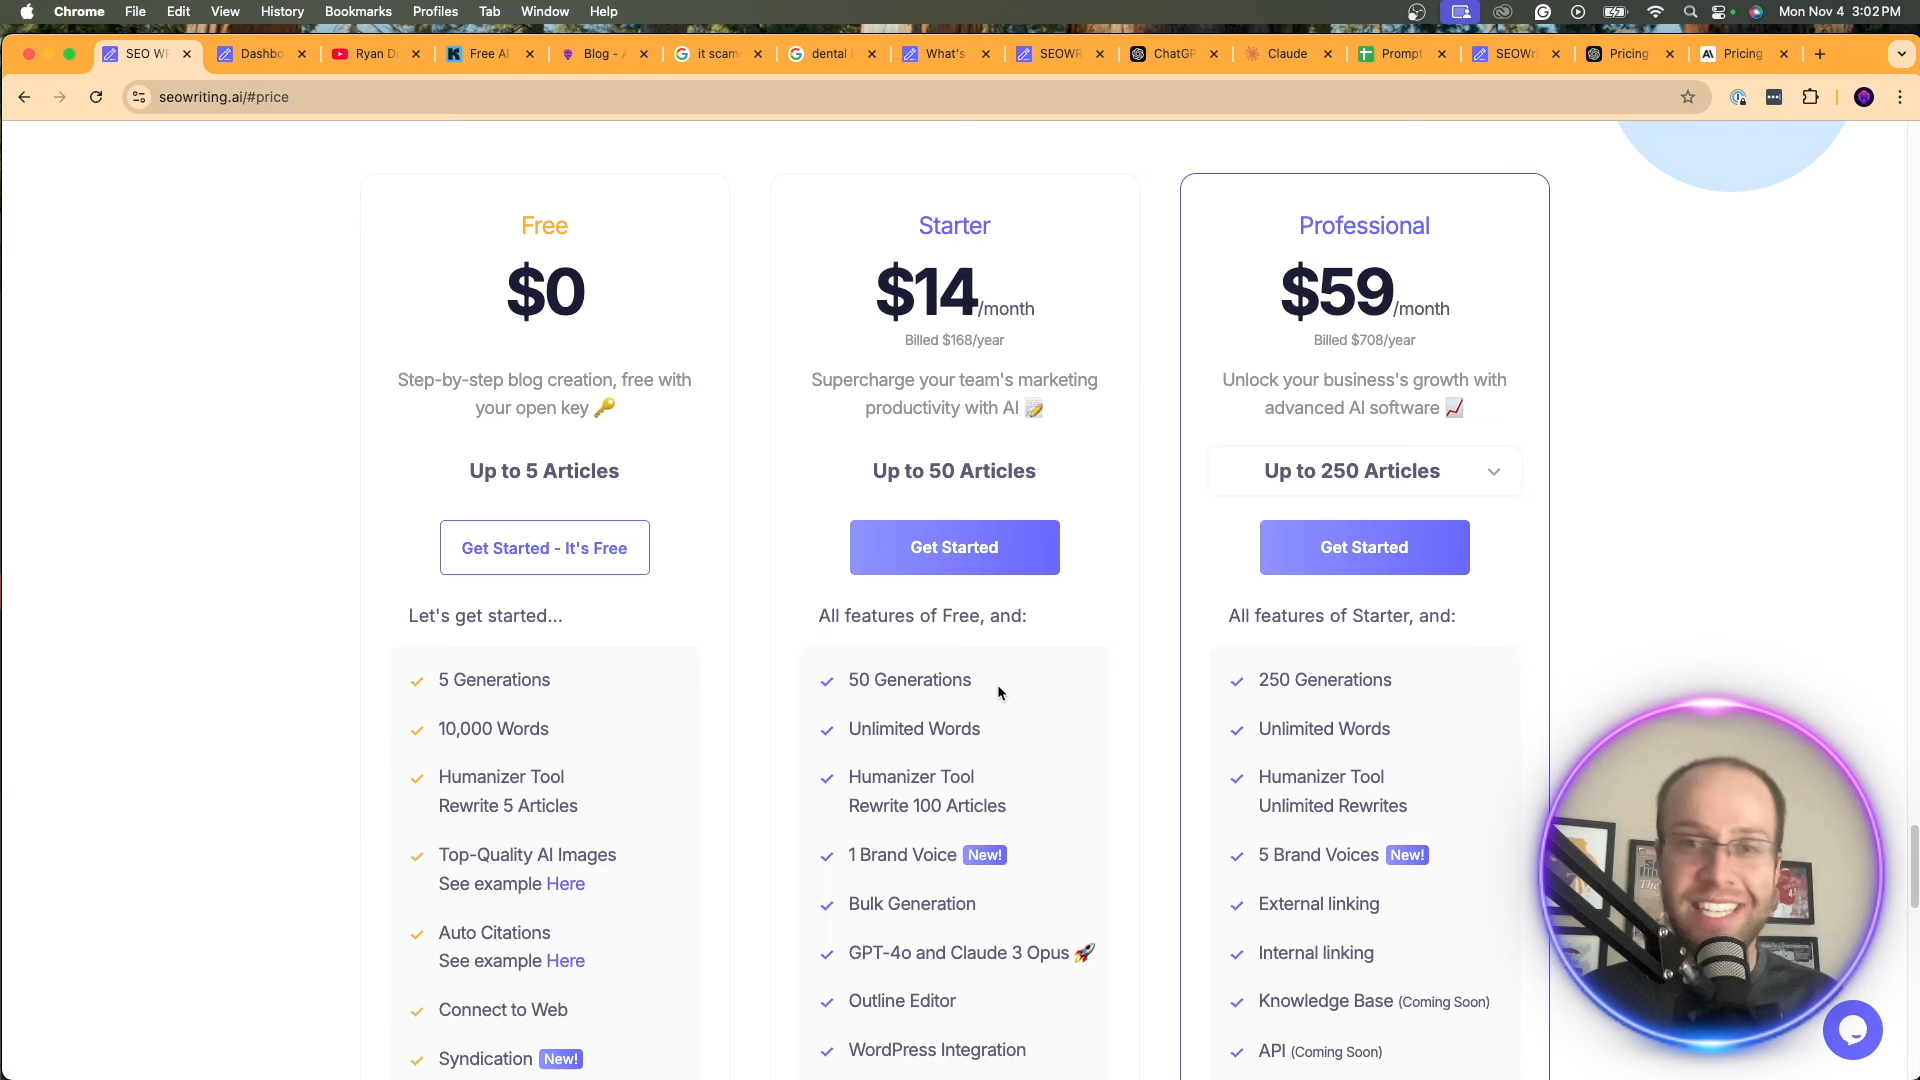 Chrome File Edit View History Bookmarks Profiles Tab Window Help Mon Nov 4 3:02 PM
SEO WR Dashbo Ryan D Free AI Blog - it scam dental What's SEOWR ChatGP Claude Prompt SEOWri Pricing Pricing
seowriting.ai/#price
Free
$0
Step-by-step blog creation, free with
your open key 🔑
Up to 5 Articles
Get Started - It's Free
Let's get started...
5 Generations
10,000 Words
Humanizer Tool
Rewrite 5 Articles
Top-Quality AI Images
See example Here
Auto Citations
See example Here
Connect to Web
Syndication New!
Starter
$14/month
Billed $168/year
Supercharge your team's marketing
productivity with AI 📝
Up to 50 Articles
Get Started
All features of Free, and:
50 Generations
Unlimited Words
Humanizer Tool
Rewrite 100 Articles
1 Brand Voice New!
Bulk Generation
GPT-4o and Claude 3 Opus 🚀
Outline Editor
WordPress Integration
Professional
$59/month
Billed $708/year
Unlock your business's growth with
advanced AI software 📈
Up to 250 Articles
Get Started
All features of Starter, and:
250 Generations
Unlimited Words
Humanizer Tool
Unlimited Rewrites
5 Brand Voices New!
External linking
Internal linking
Knowledge Base (Coming Soon)
API (Coming Soon)